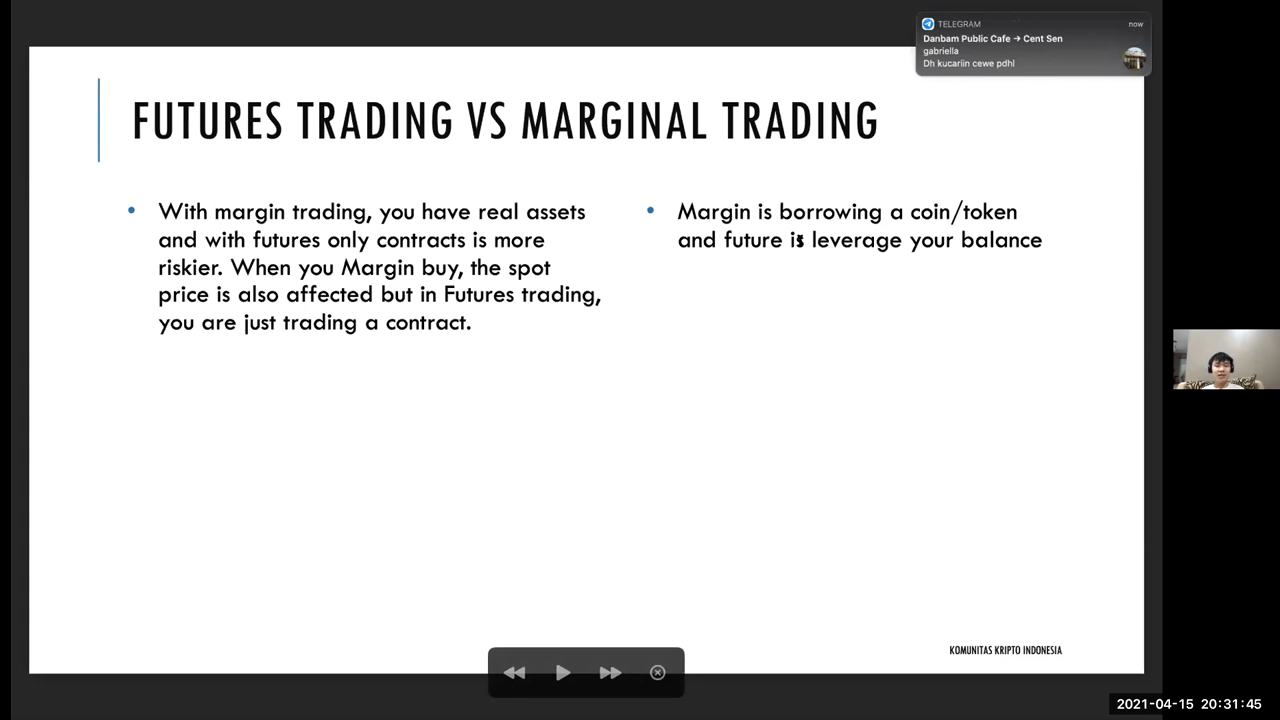 TELEGRAM
now
Danbam Public Cafe → Cent Sen
gabriella
Dh kucariin cewe pdhl
FUTURES TRADING VS MARGINAL TRADING
• With margin trading, you have real assets
and with futures only contracts is more
riskier. When you Margin buy, the spot
price is also affected but in Futures trading,
you are just trading a contract.
• Margin is borrowing a coin/token
and future is leverage your balance
KOMUNITAS KRIPTO INDONESIA
2021-04-15 20:31:45